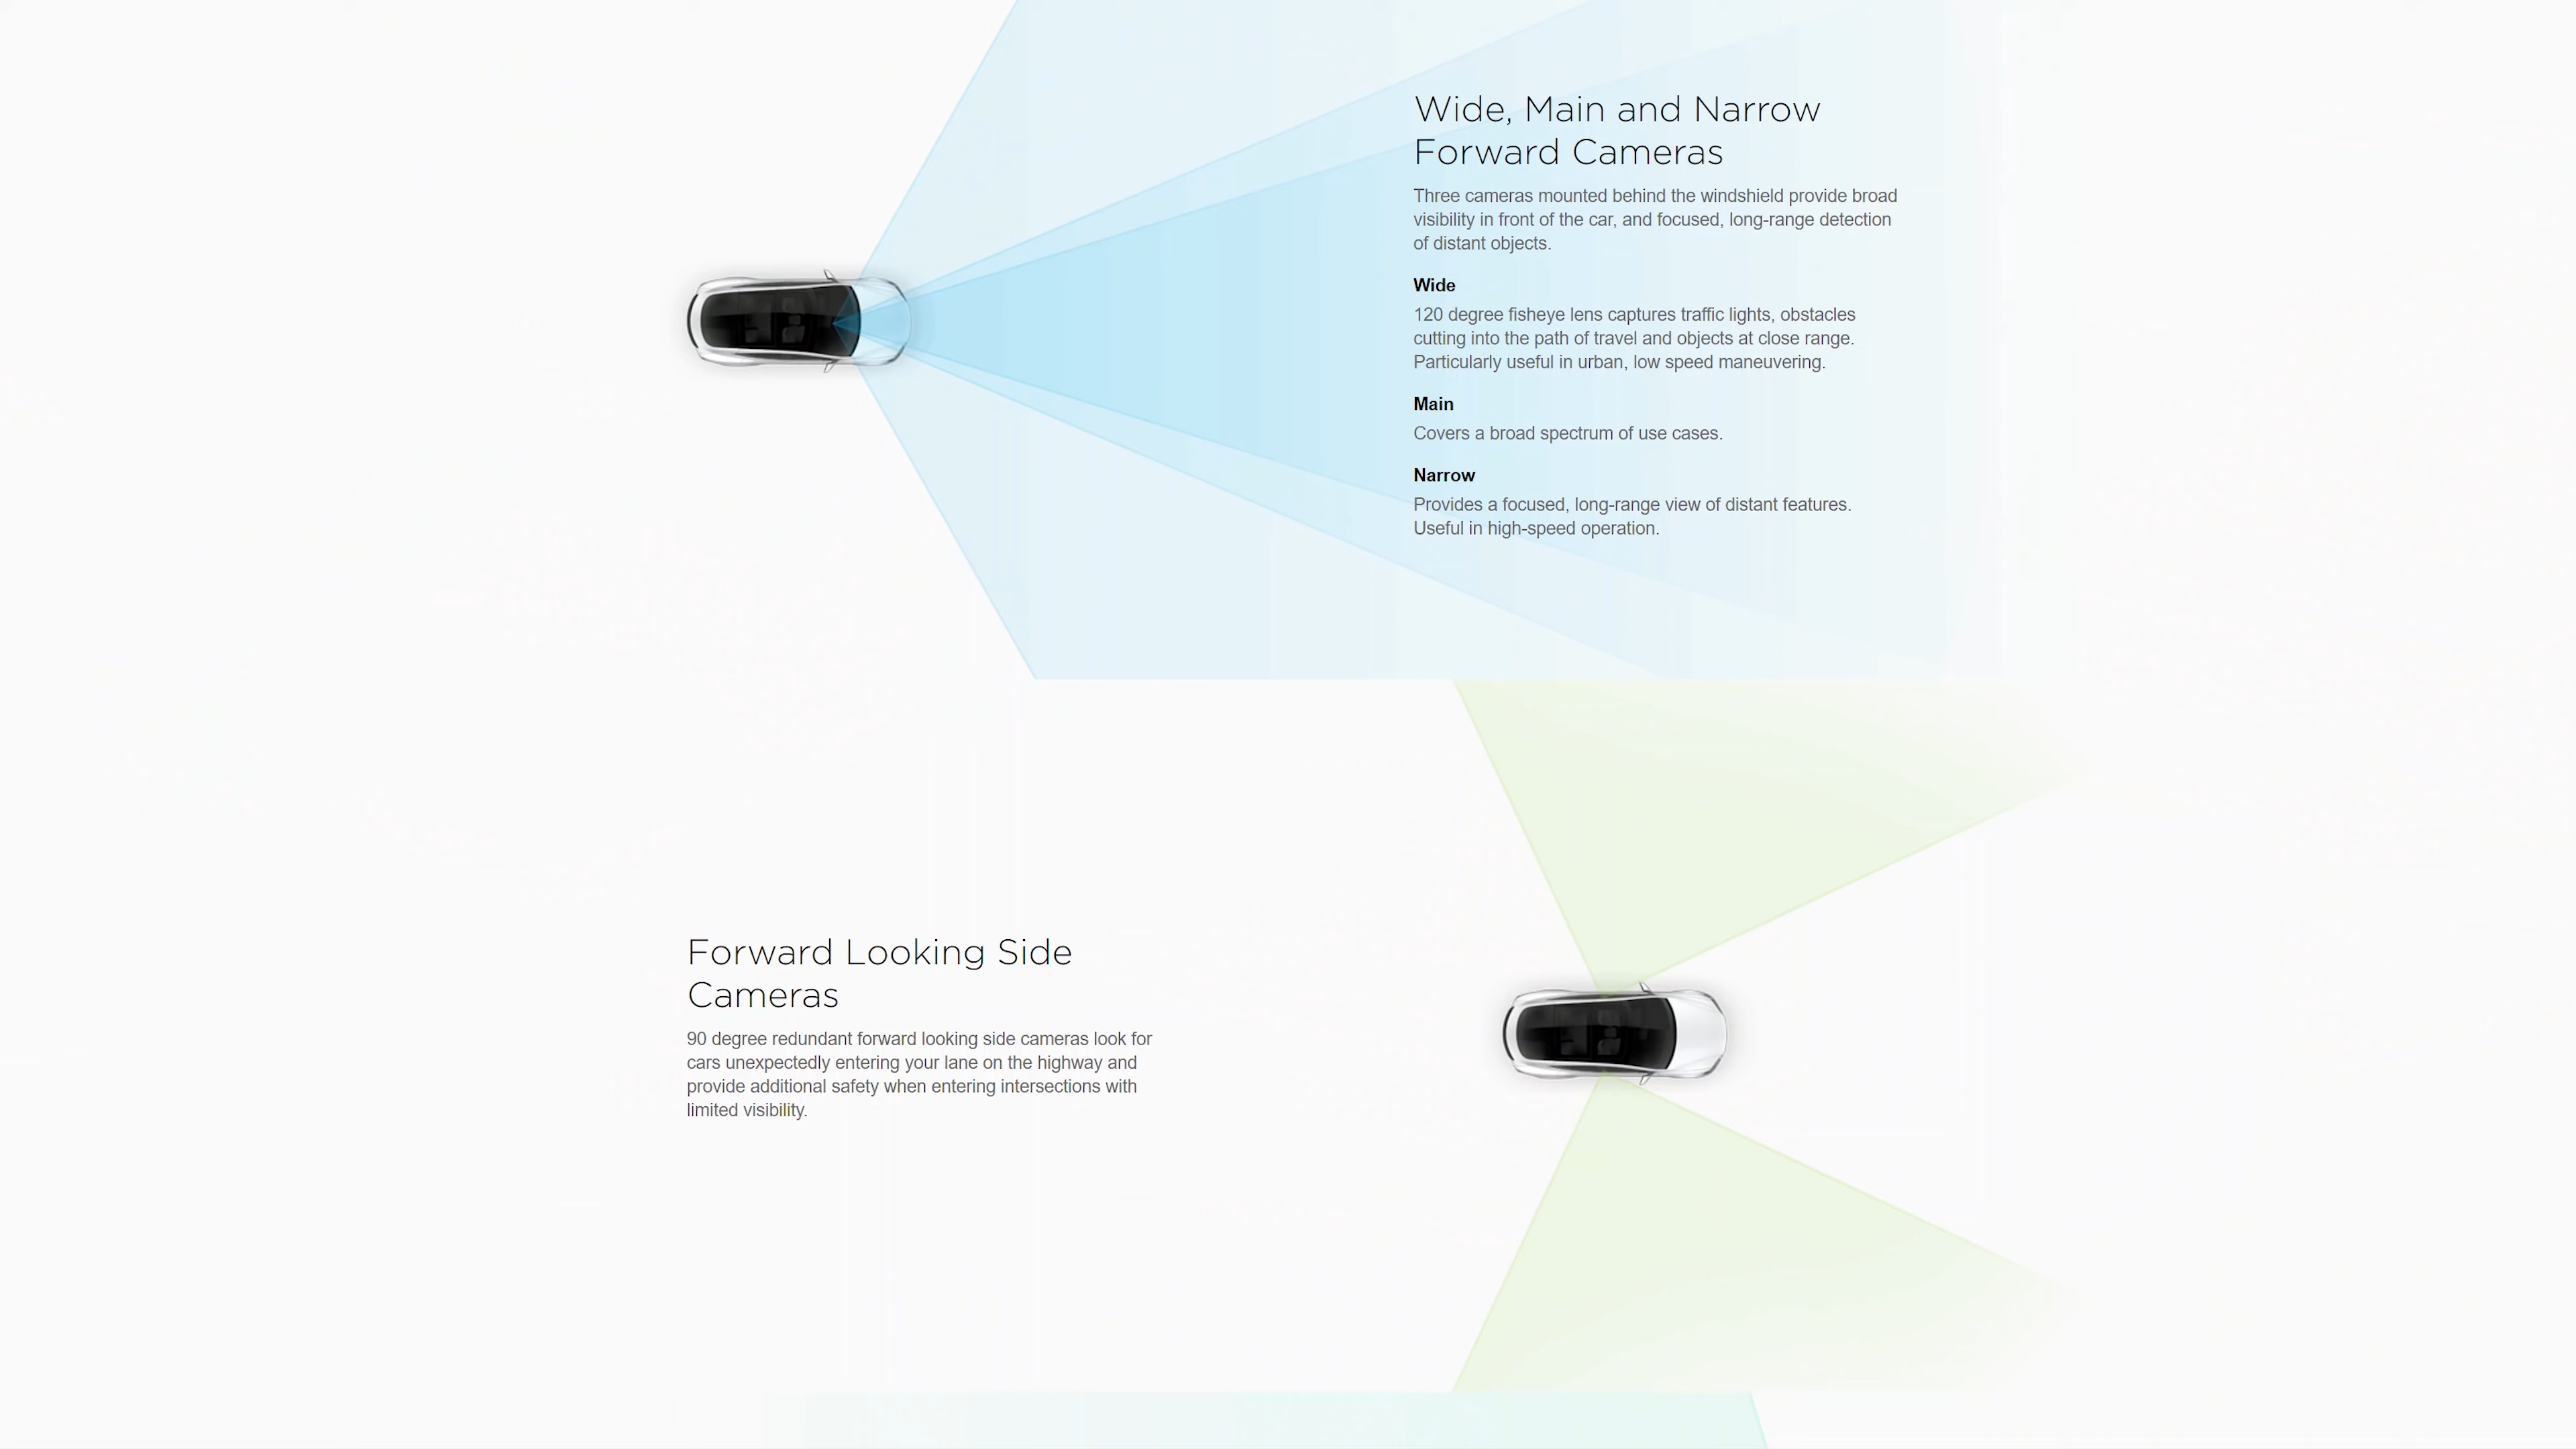 Wide, Main and Narrow
Forward Cameras
Three cameras mounted behind the windshield provide broad
visibility in front of the car, and focused, long-range detection
of distant objects.
Wide
120 degree fisheye lens captures traffic lights, obstacles
cutting into the path of travel and objects at close range.
Particularly useful in urban, low speed maneuvering.
Main
Covers a broad spectrum of use cases.
Narrow
Provides a focused, long-range view of distant features.
Useful in high-speed operation.
Forward Looking Side
Cameras
90 degree redundant forward looking side cameras look for
cars unexpectedly entering your lane on the highway and
provide additional safety when entering intersections with
limited visibility.